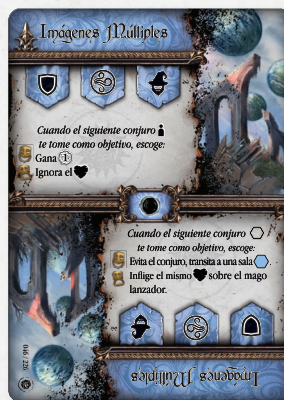 Imágenes Múltiples
Cuando el siguiente conjuro
te tome como objetivo, escoge:
Gana 1
Ignora el
Cuando el siguiente conjuro
te tome como objetivo, escoge:
Evita el conjuro, transita a una sala
Inflige el mismo sobre el mago
lanzador.
Imágenes Múltiples